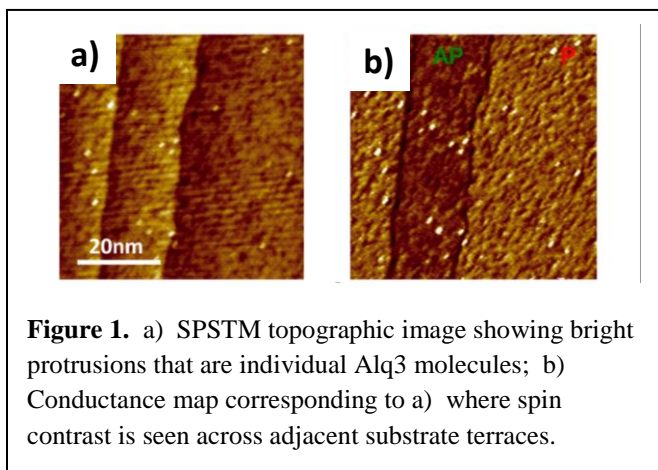 a)
b)
AP
P
20nm
Figure 1. a) SPSTM topographic image showing bright
protrusions that are individual Alq3 molecules; b)
Conductance map corresponding to a) where spin
contrast is seen across adjacent substrate terraces.